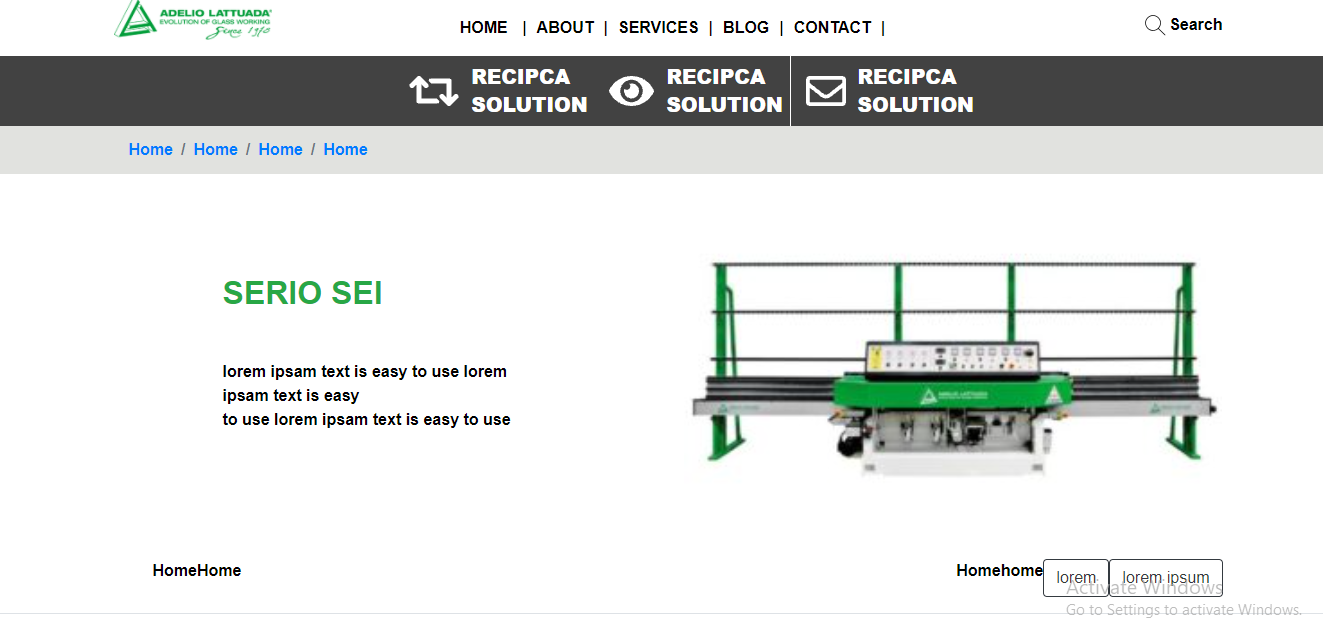 ADELIO LATTUADA®
EVOLUTION OF GLASS WORKING
Since 1978
HOME | ABOUT | SERVICES | BLOG | CONTACT |
Search
RECIPCA
SOLUTION
RECIPCA
SOLUTION
RECIPCA
SOLUTION
Home / Home / Home / Home
SERIO SEI
lorem ipsam text is easy to use lorem
ipsam text is easy
to use lorem ipsam text is easy to use
ADELIO LATTUADA
HomeHome
Homehome
lorem
lorem ipsum
Activate Windows
Go to Settings to activate Windows.